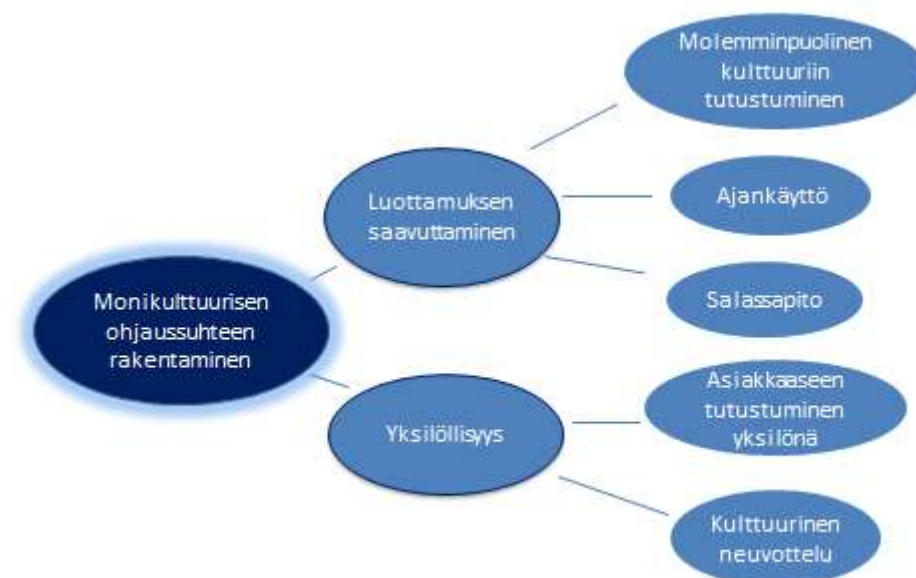 Monikulttuurisen
ohjaussuhteen
rakentaminen
Luottamuksen
saavuttaminen
Molemminpuolinen
kulttuuriin
tutustuminen
Ajankäyttö
Salassapito
Yksilöllisyys
Asiakkaaseen
tutustuminen
yksilönä
Kulttuurinen
neuvottelu